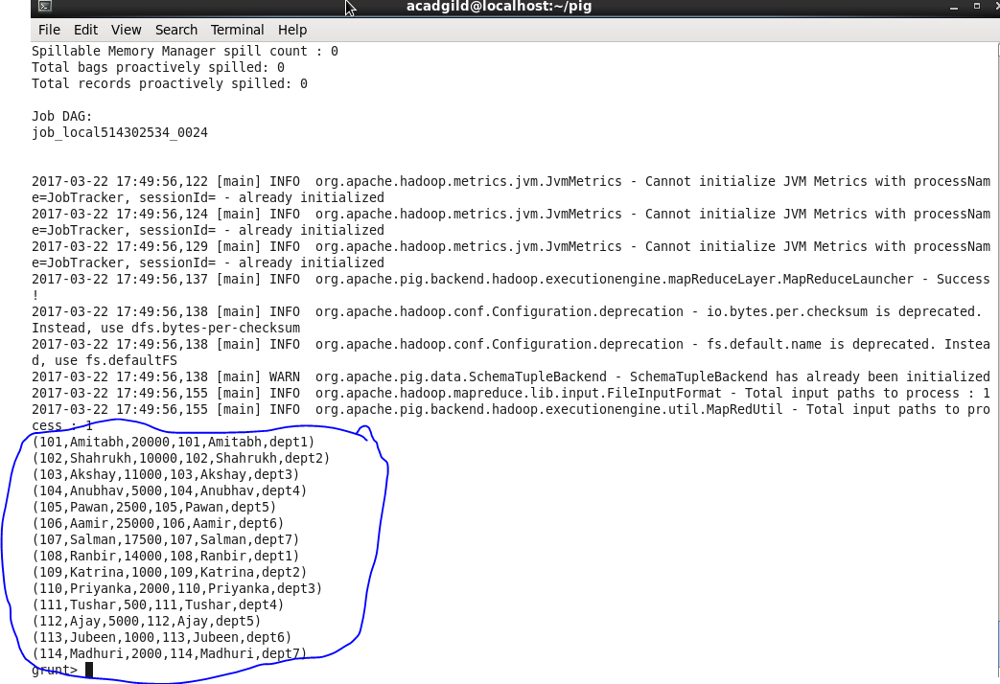 acadgild@localhost:~/pig
File Edit View Search Terminal Help
Spillable Memory Manager spill count : 0
Total bags proactively spilled: 0
Total records proactively spilled: 0
Job DAG:
job_local514302534_0024
2017-03-22 17:49:56,122 [main] INFO  org.apache.hadoop.metrics.jvm.JvmMetrics - Cannot initialize JVM Metrics with processNam
e=JobTracker, sessionId= - already initialized
2017-03-22 17:49:56,124 [main] INFO  org.apache.hadoop.metrics.jvm.JvmMetrics - Cannot initialize JVM Metrics with processNam
e=JobTracker, sessionId= - already initialized
2017-03-22 17:49:56,129 [main] INFO  org.apache.hadoop.metrics.jvm.JvmMetrics - Cannot initialize JVM Metrics with processNam
e=JobTracker, sessionId= - already initialized
2017-03-22 17:49:56,137 [main] INFO  org.apache.pig.backend.hadoop.executionengine.mapReduceLayer.MapReduceLauncher - Success
!
2017-03-22 17:49:56,138 [main] INFO  org.apache.hadoop.conf.Configuration.deprecation - io.bytes.per.checksum is deprecated.
Instead, use dfs.bytes-per-checksum
2017-03-22 17:49:56,138 [main] INFO  org.apache.hadoop.conf.Configuration.deprecation - fs.default.name is deprecated. Instea
d, use fs.defaultFS
2017-03-22 17:49:56,138 [main] WARN  org.apache.pig.data.SchemaTupleBackend - SchemaTupleBackend has already been initialized
2017-03-22 17:49:56,155 [main] INFO  org.apache.hadoop.mapreduce.lib.input.FileInputFormat - Total input paths to process : 1
2017-03-22 17:49:56,155 [main] INFO  org.apache.pig.backend.hadoop.executionengine.util.MapRedUtil - Total input paths to pro
cess : 1
(101,Amitabh,20000,101,Amitabh,dept1)
(102,Shahrukh,10000,102,Shahrukh,dept2)
(103,Akshay,11000,103,Akshay,dept3)
(104,Anubhav,5000,104,Anubhav,dept4)
(105,Pawan,2500,105,Pawan,dept5)
(106,Aamir,25000,106,Aamir,dept6)
(107,Salman,17500,107,Salman,dept7)
(108,Ranbir,14000,108,Ranbir,dept1)
(109,Katrina,1000,109,Katrina,dept2)
(110,Priyanka,2000,110,Priyanka,dept3)
(111,Tushar,500,111,Tushar,dept4)
(112,Ajay,5000,112,Ajay,dept5)
(113,Jubeen,1000,113,Jubeen,dept6)
(114,Madhuri,2000,114,Madhuri,dept7)
grunt>